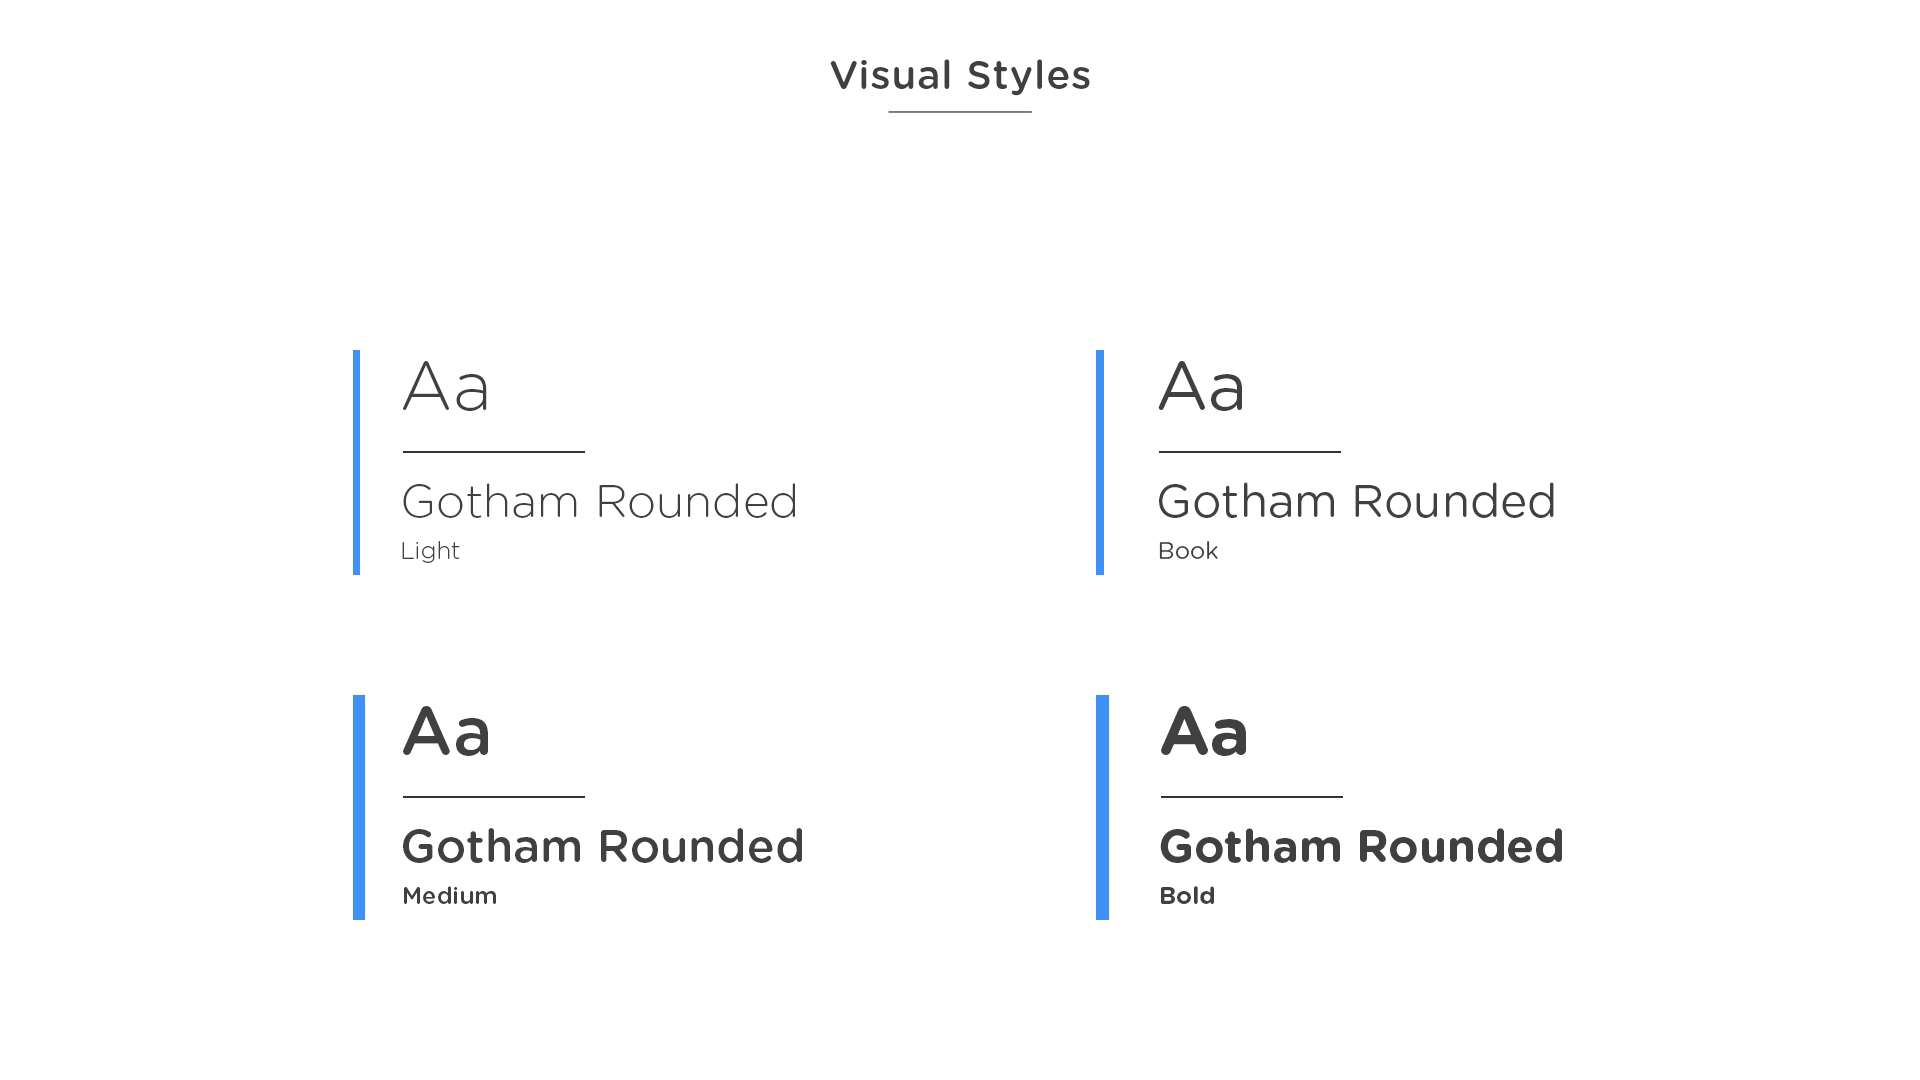 Visual Styles
Aa
Gotham Rounded
Light
Aa
Gotham Rounded
Book
Aa
Gotham Rounded
Medium
Aa
Gotham Rounded
Bold